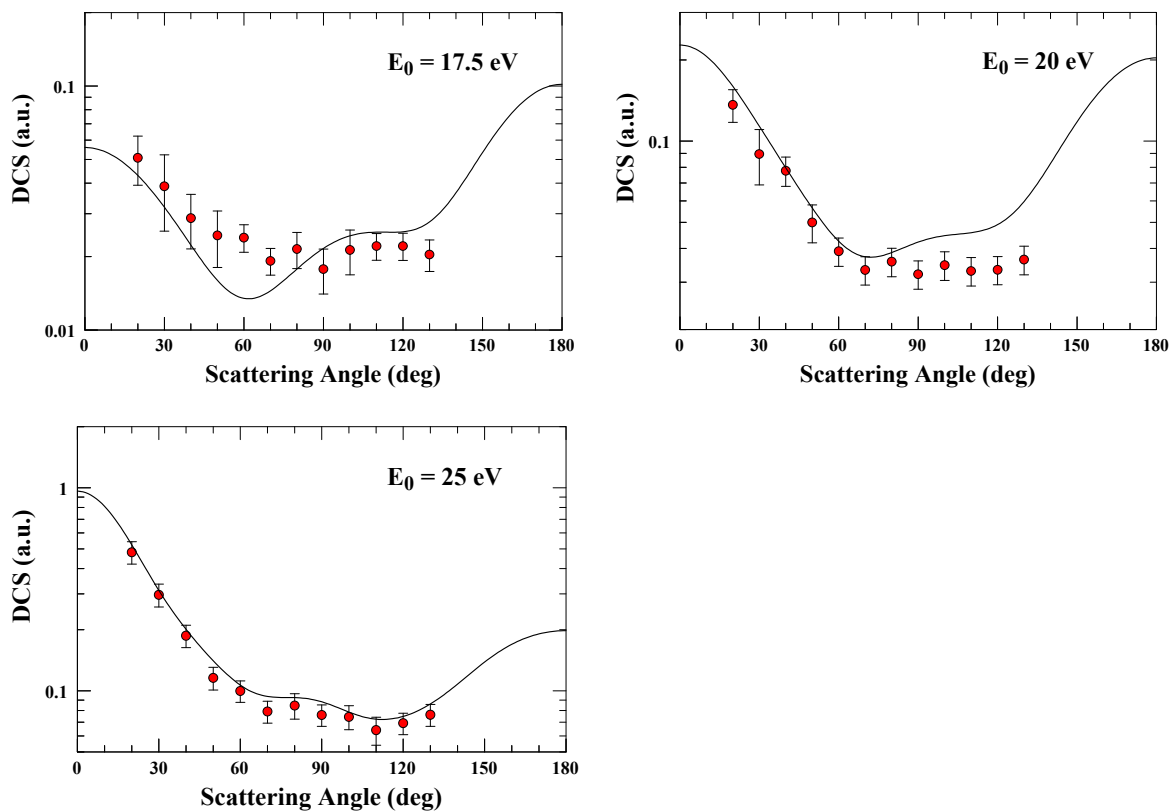 E0 = 17.5 eV
DCS (a.u.)
0.1
0.01
0 30 60 90 120 150 180
Scattering Angle (deg)
E0 = 20 eV
DCS (a.u.)
0.1
0 30 60 90 120 150 180
Scattering Angle (deg)
E0 = 25 eV
DCS (a.u.)
1
0.1
0 30 60 90 120 150 180
Scattering Angle (deg)